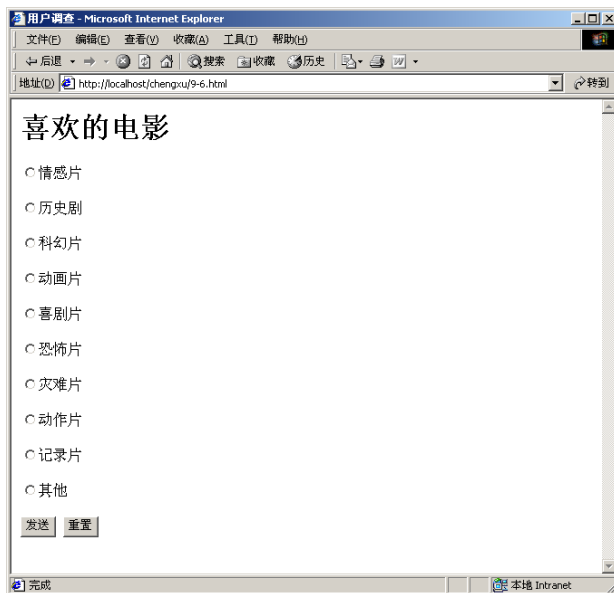 用户调查 - Microsoft Internet Explorer
文件(F) 编辑(E) 查看(V) 收藏(A) 工具(T) 帮助(H)
后退 搜索 收藏 历史
地址(D) http://localhost/chengxu/9-6.html 转到
喜欢的电影
情感片
历史剧
科幻片
动画片
喜剧片
恐怖片
灾难片
动作片
记录片
其他
发送 重置
完成 本地 Intranet